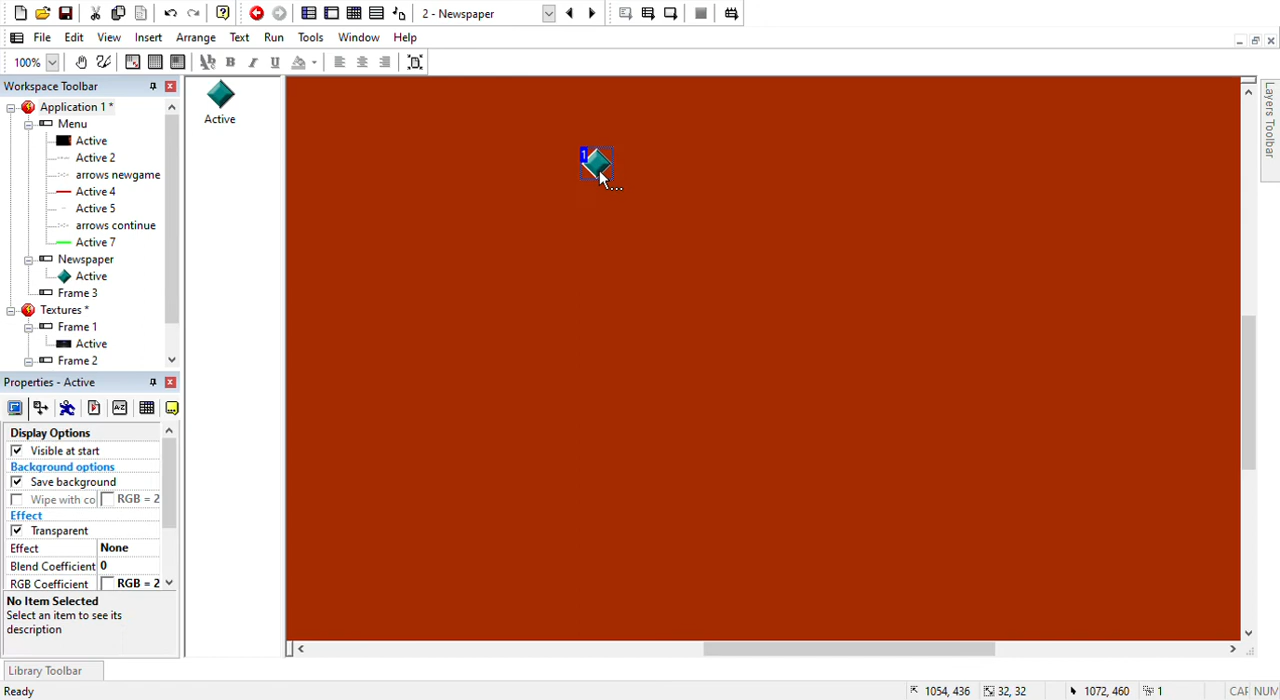 2 - Newspaper
File Edit View Insert Arrange Text Run Tools Window Help
100%
Workspace Toolbar
Application 1 *
Menu
Active
Active 2
arrows newgame
Active 4
Active 5
arrows continue
Active 7
Newspaper
Active
Frame 3
Textures *
Frame 1
Active
Frame 2
Active
1
Layers Toolbar
Properties - Active
Display Options
Visible at start
Background options
Save background
Wipe with co RGB = 2
Effect
Transparent
Effect None
Blend Coefficient 0
RGB Coefficient RGB = 2
No Item Selected
Select an item to see its
description
Library Toolbar
Ready 1054, 436 32, 32 1072, 460 1 CAP NUM